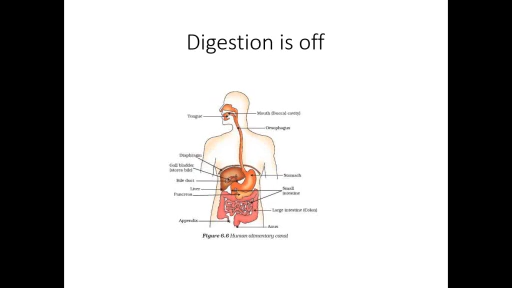 Digestion is off
Tongue
Mouth (Buccal cavity)
Oesophagus
Diaphragm
Gall bladder
(stores bile)
Bile duct
Liver
Pancreas
Stomach
Small
intestine
Large intestine (Colon)
Appendix
Anus
Figure 6.6 Human alimentary canal